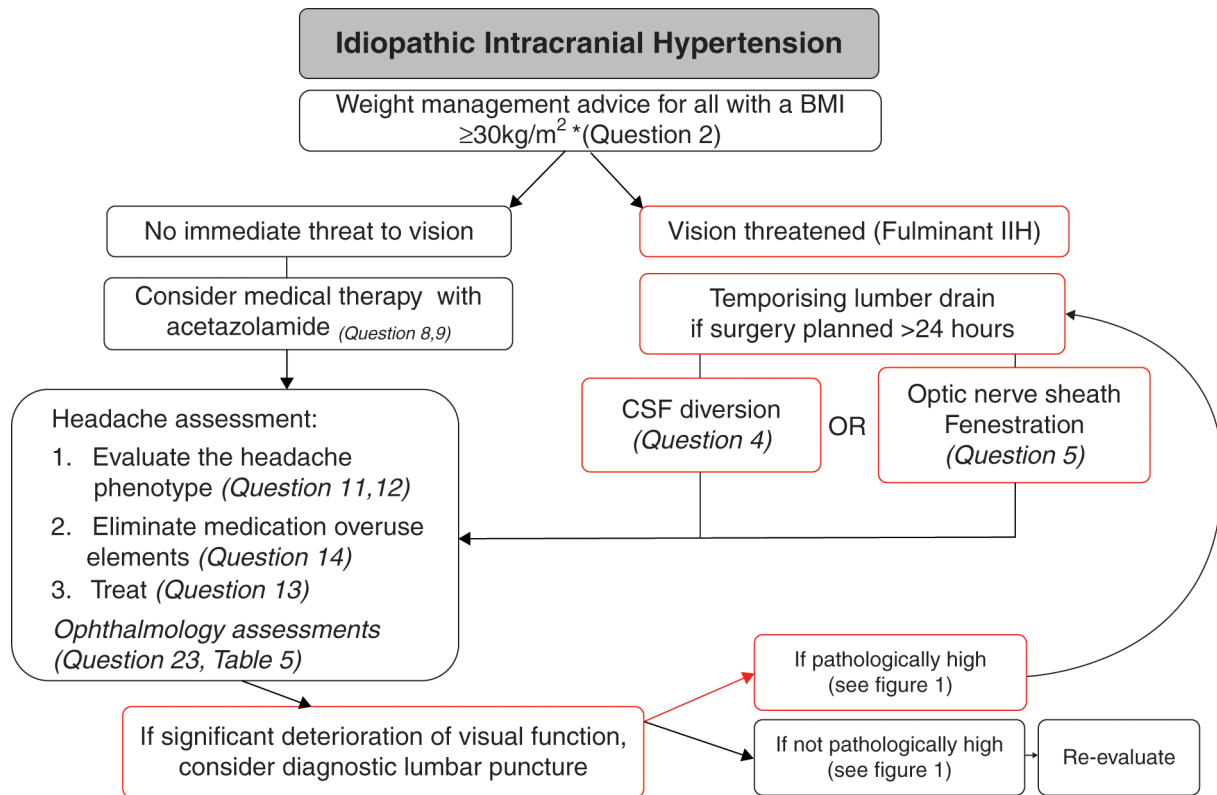 Idiopathic Intracranial Hypertension
Weight management advice for all with a BMI
≥30kg/m² *(Question 2)
No immediate threat to vision
Vision threatened (Fulminant IIH)
Consider medical therapy with
acetazolamide (Question 8,9)
Temporising lumber drain
if surgery planned >24 hours
CSF diversion
(Question 4)
OR
Optic nerve sheath
Fenestration
(Question 5)
Headache assessment:
1. Evaluate the headache
phenotype (Question 11,12)
2. Eliminate medication overuse
elements (Question 14)
3. Treat (Question 13)
Ophthalmology assessments
(Question 23, Table 5)
If significant deterioration of visual function,
consider diagnostic lumbar puncture
If pathologically high
(see figure 1)
If not pathologically high
(see figure 1)
Re-evaluate